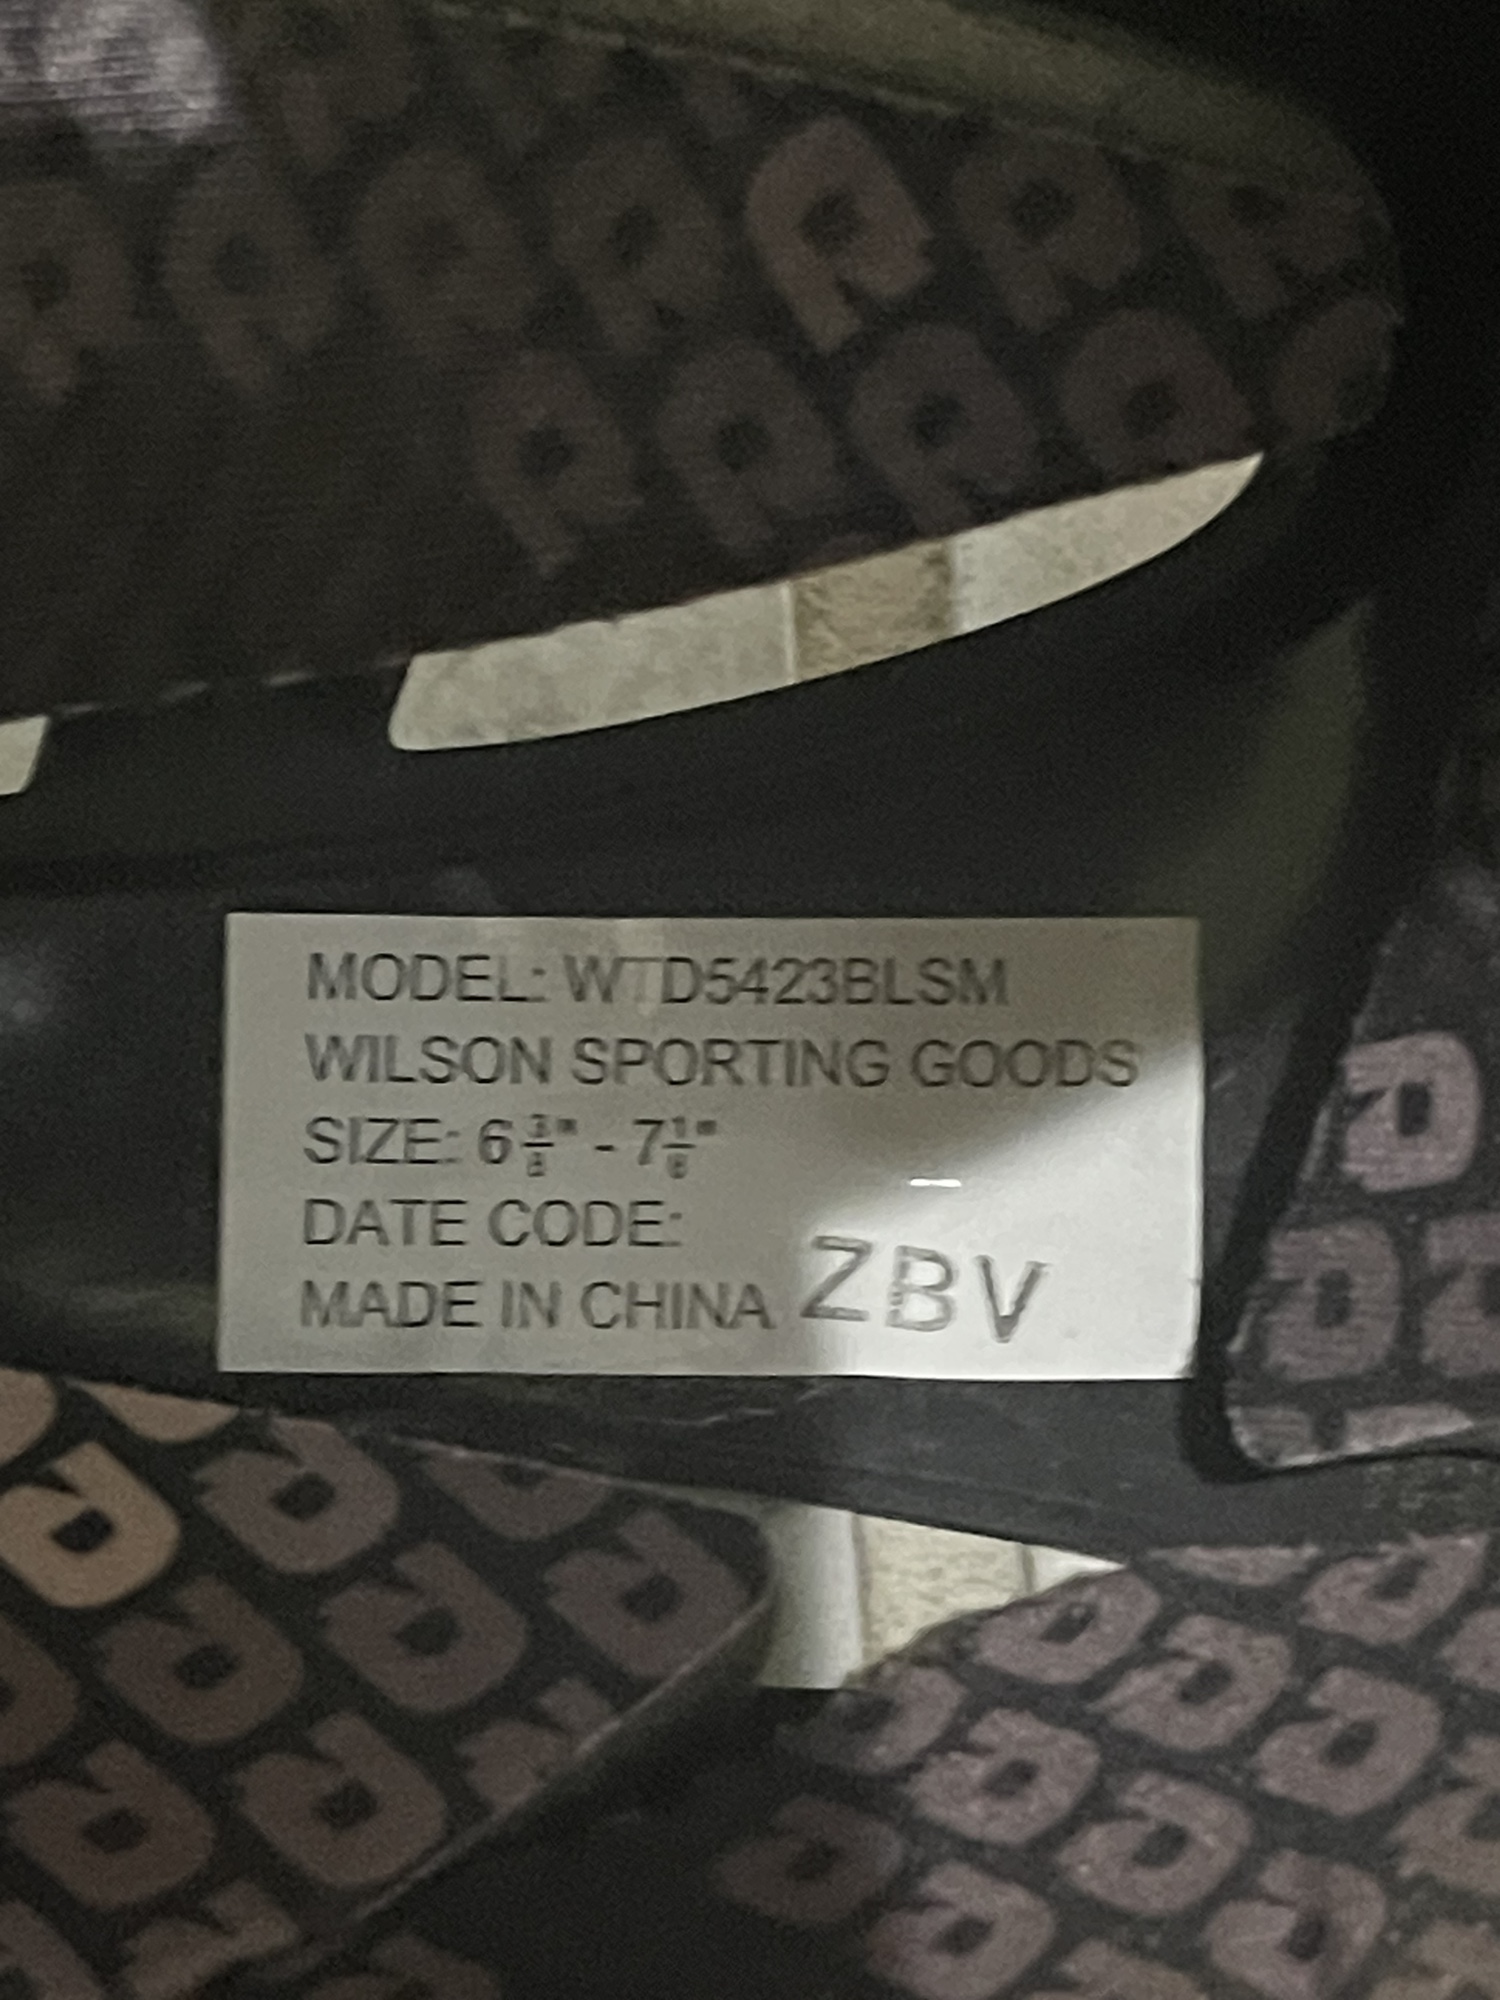 MODEL: WTD5423BLSM
WILSON SPORTING GOODS
SIZE: 6 3/8" - 7 1/8"
DATE CODE:
MADE IN CHINA ZBV